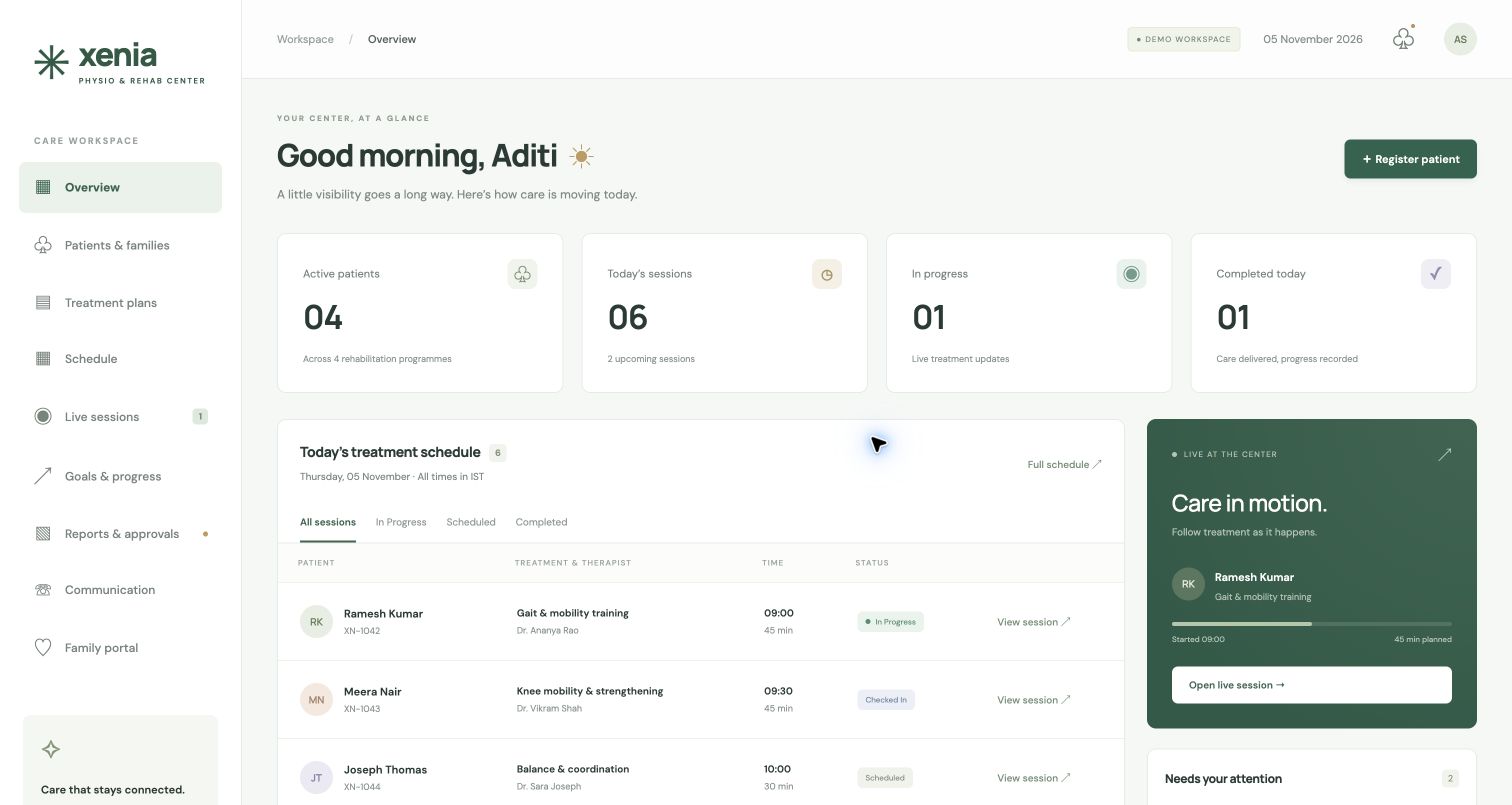 xenia
PHYSIO & REHAB CENTER
CARE WORKSPACE
Overview
Patients & families
Treatment plans
Schedule
Live sessions 1
Goals & progress
Reports & approvals
Communication
Family portal
Care that stays connected.
Workspace / Overview
DEMO WORKSPACE
05 November 2026
AS
YOUR CENTER, AT A GLANCE
Good morning, Aditi
A little visibility goes a long way. Here's how care is moving today.
+ Register patient
Active patients
04
Across 4 rehabilitation programmes
Today's sessions
06
2 upcoming sessions
In progress
01
Live treatment updates
Completed today
01
Care delivered, progress recorded
Today's treatment schedule 6
Thursday, 05 November · All times in IST
Full schedule ↗
All sessions In Progress Scheduled Completed
PATIENT TREATMENT & THERAPIST TIME STATUS
RK Ramesh Kumar Gait & mobility training 09:00 In Progress View session ↗
XN-1042 Dr. Ananya Rao 45 min
MN Meera Nair Knee mobility & strengthening 09:30 Checked In View session ↗
XN-1043 Dr. Vikram Shah 45 min
JT Joseph Thomas Balance & coordination 10:00 Scheduled View session ↗
XN-1044 Dr. Sara Joseph 30 min
LIVE AT THE CENTER ↗
Care in motion.
Follow treatment as it happens.
RK Ramesh Kumar
Gait & mobility training
Started 09:00 45 min planned
Open live session →
Needs your attention 2